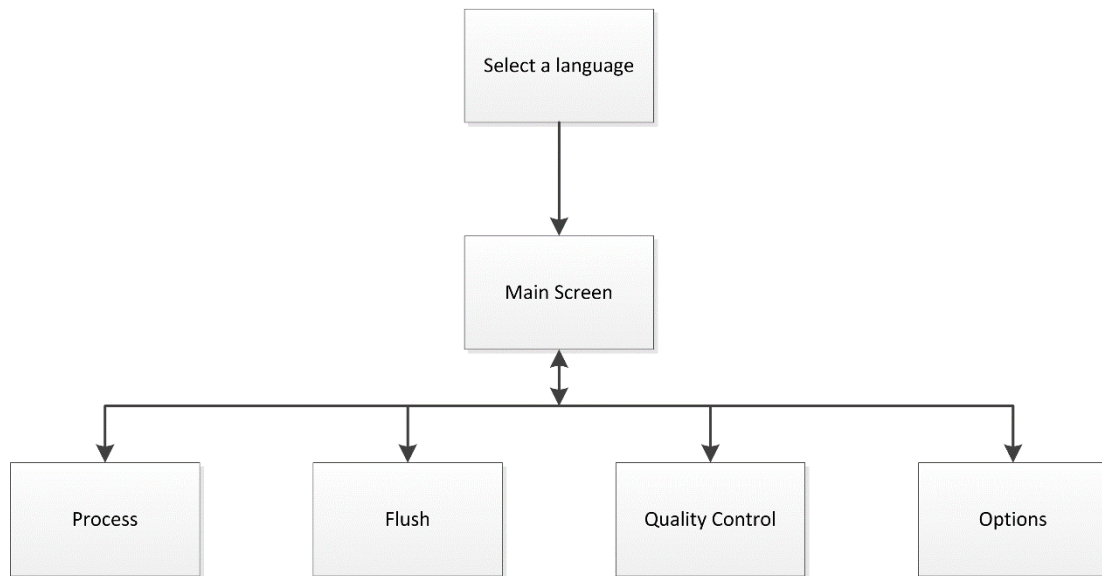 Select a language
Main Screen
Process
Flush
Quality Control
Options